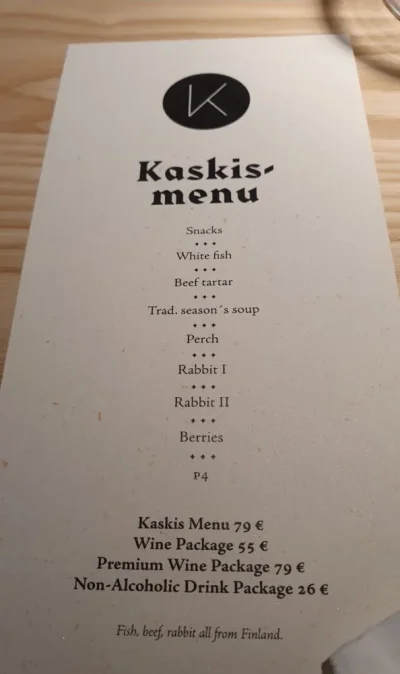 K
Kaskis-
menu
Snacks
• • •
White fish
• • •
Beef tartar
• • •
Trad. season´s soup
• • •
Perch
• • •
Rabbit I
• • •
Rabbit II
• • •
Berries
• • •
P4
Kaskis Menu 79 €
Wine Package 55 €
Premium Wine Package 79 €
Non-Alcoholic Drink Package 26 €
Fish, beef, rabbit all from Finland.